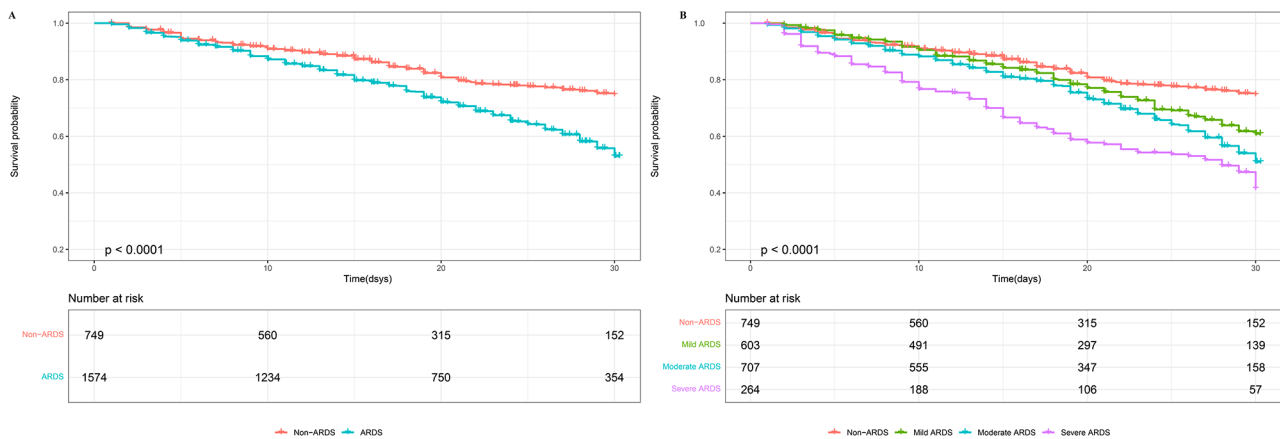 A
Survival probability
1.0
0.8
0.6
0.4
0.2
p < 0.0001
0 10 20 30
Time(dsys)
Number at risk
Non-ARDS 749 560 315 152
ARDS 1574 1234 750 354
Non-ARDS ARDS
B
Survival probability
1.0
0.8
0.6
0.4
0.2
p < 0.0001
0 10 20 30
Time(days)
Number at risk
Non-ARDS 749 560 315 152
Mild ARDS 603 491 297 139
Moderate ARDS 707 555 347 158
Severe ARDS 264 188 106 57
Non-ARDS Mild ARDS Moderate ARDS Severe ARDS